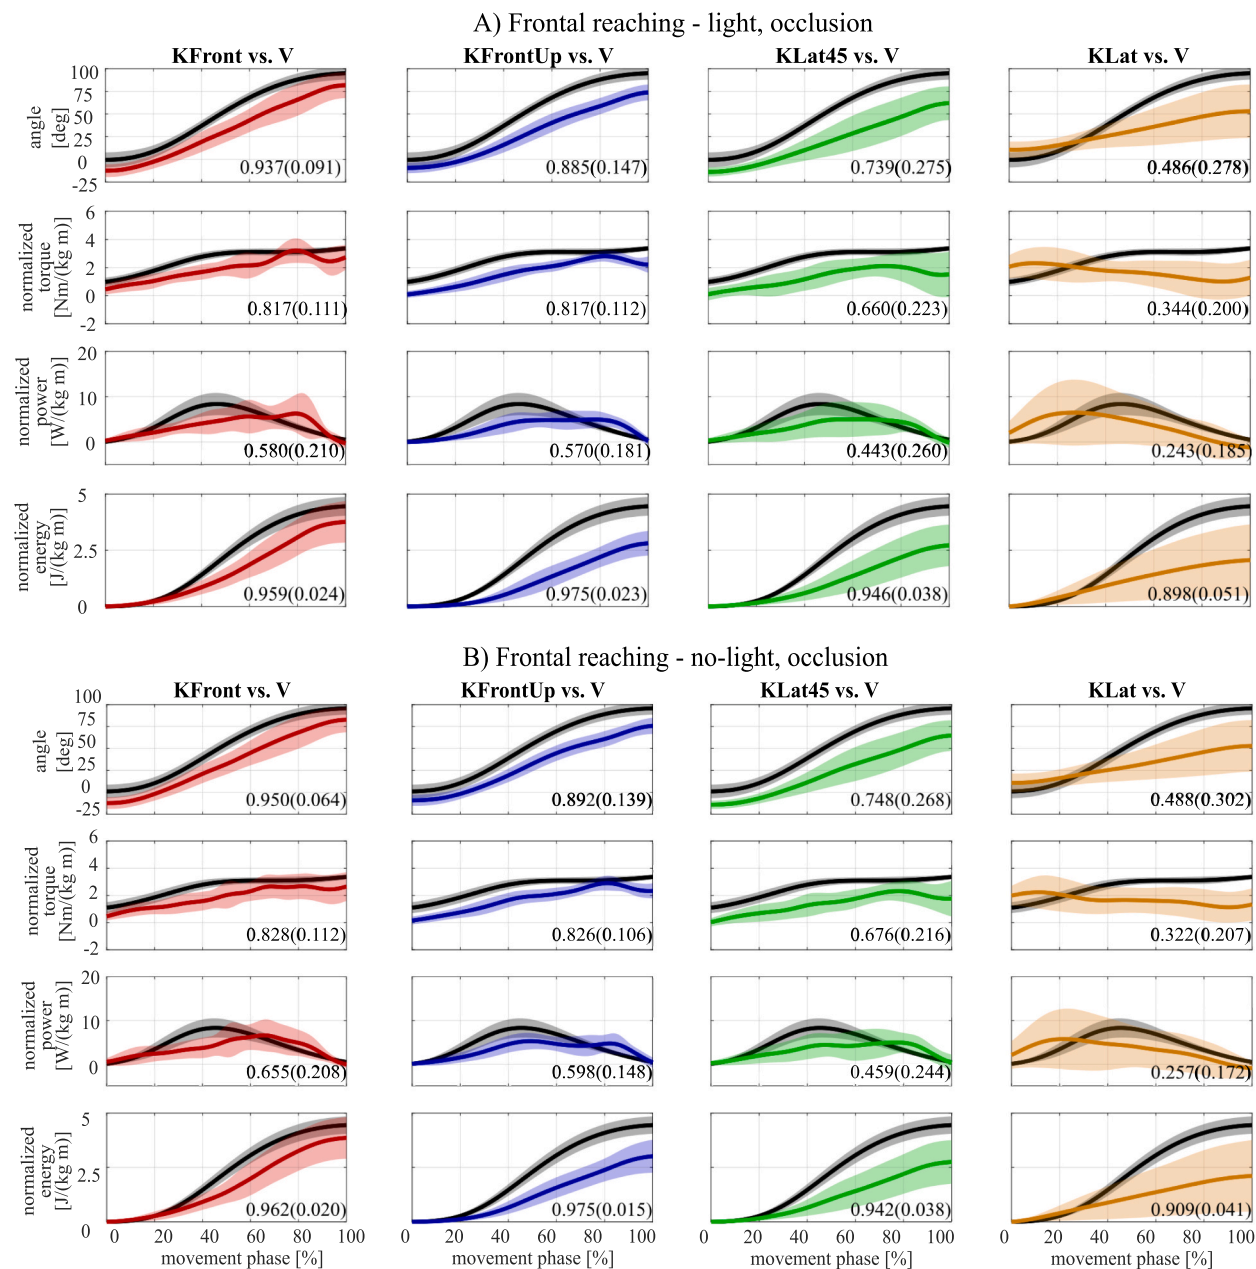 A) Frontal reaching - light, occlusion
KFront vs. V
KFrontUp vs. V
KLat45 vs. V
KLat vs. V
angle
[deg]
100
75
50
25
0
-25
0.937(0.091)
0.885(0.147)
0.739(0.275)
0.486(0.278)
normalized
torque
[Nm/(kg m)]
6
4
2
0
-2
0.817(0.111)
0.817(0.112)
0.660(0.223)
0.344(0.200)
normalized
power
[W/(kg m)]
20
10
0
0.580(0.210)
0.570(0.181)
0.443(0.260)
0.243(0.185)
normalized
energy
[J/(kg m)]
5
2.5
0
0.959(0.024)
0.975(0.023)
0.946(0.038)
0.898(0.051)
B) Frontal reaching - no-light, occlusion
KFront vs. V
KFrontUp vs. V
KLat45 vs. V
KLat vs. V
angle
[deg]
100
75
50
25
0
-25
0.950(0.064)
0.892(0.139)
0.748(0.268)
0.488(0.302)
normalized
torque
[Nm/(kg m)]
6
4
2
0
-2
0.828(0.112)
0.826(0.106)
0.676(0.216)
0.322(0.207)
normalized
power
[W/(kg m)]
20
10
0
0.655(0.208)
0.598(0.148)
0.459(0.244)
0.257(0.172)
normalized
energy
[J/(kg m)]
5
2.5
0
0.962(0.020)
0.975(0.015)
0.942(0.038)
0.909(0.041)
0 20 40 60 80 100
0 20 40 60 80 100
0 20 40 60 80 100
0 20 40 60 80 100
movement phase [%]
movement phase [%]
movement phase [%]
movement phase [%]